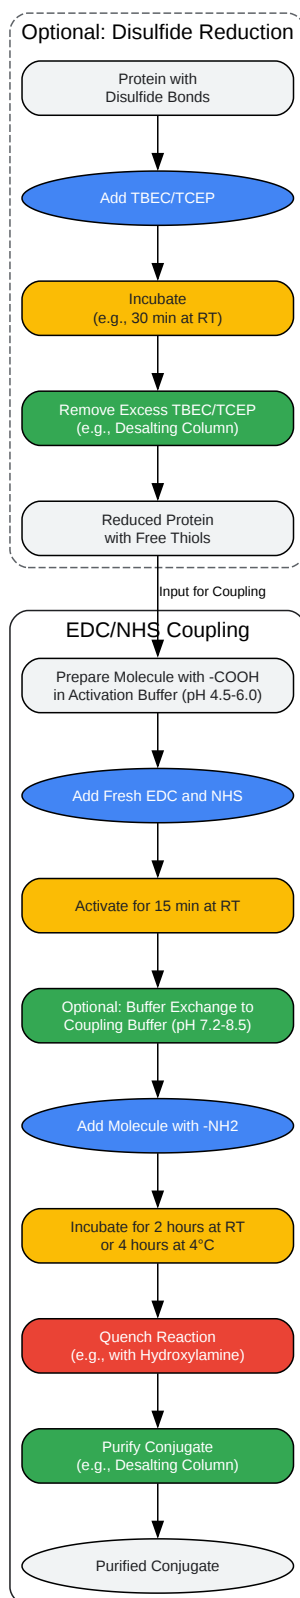 Optional: Disulfide Reduction
Protein with
Disulfide Bonds
Add TBEC/TCEP
Incubate
(e.g., 30 min at RT)
Remove Excess TBEC/TCEP
(e.g., Desalting Column)
Reduced Protein
with Free Thiols
Input for Coupling
EDC/NHS Coupling
Prepare Molecule with -COOH
in Activation Buffer (pH 4.5-6.0)
Add Fresh EDC and NHS
Activate for 15 min at RT
Optional: Buffer Exchange to
Coupling Buffer (pH 7.2-8.5)
Add Molecule with -NH2
Incubate for 2 hours at RT
or 4 hours at 4°C
Quench Reaction
(e.g., with Hydroxylamine)
Purify Conjugate
(e.g., Desalting Column)
Purified Conjugate